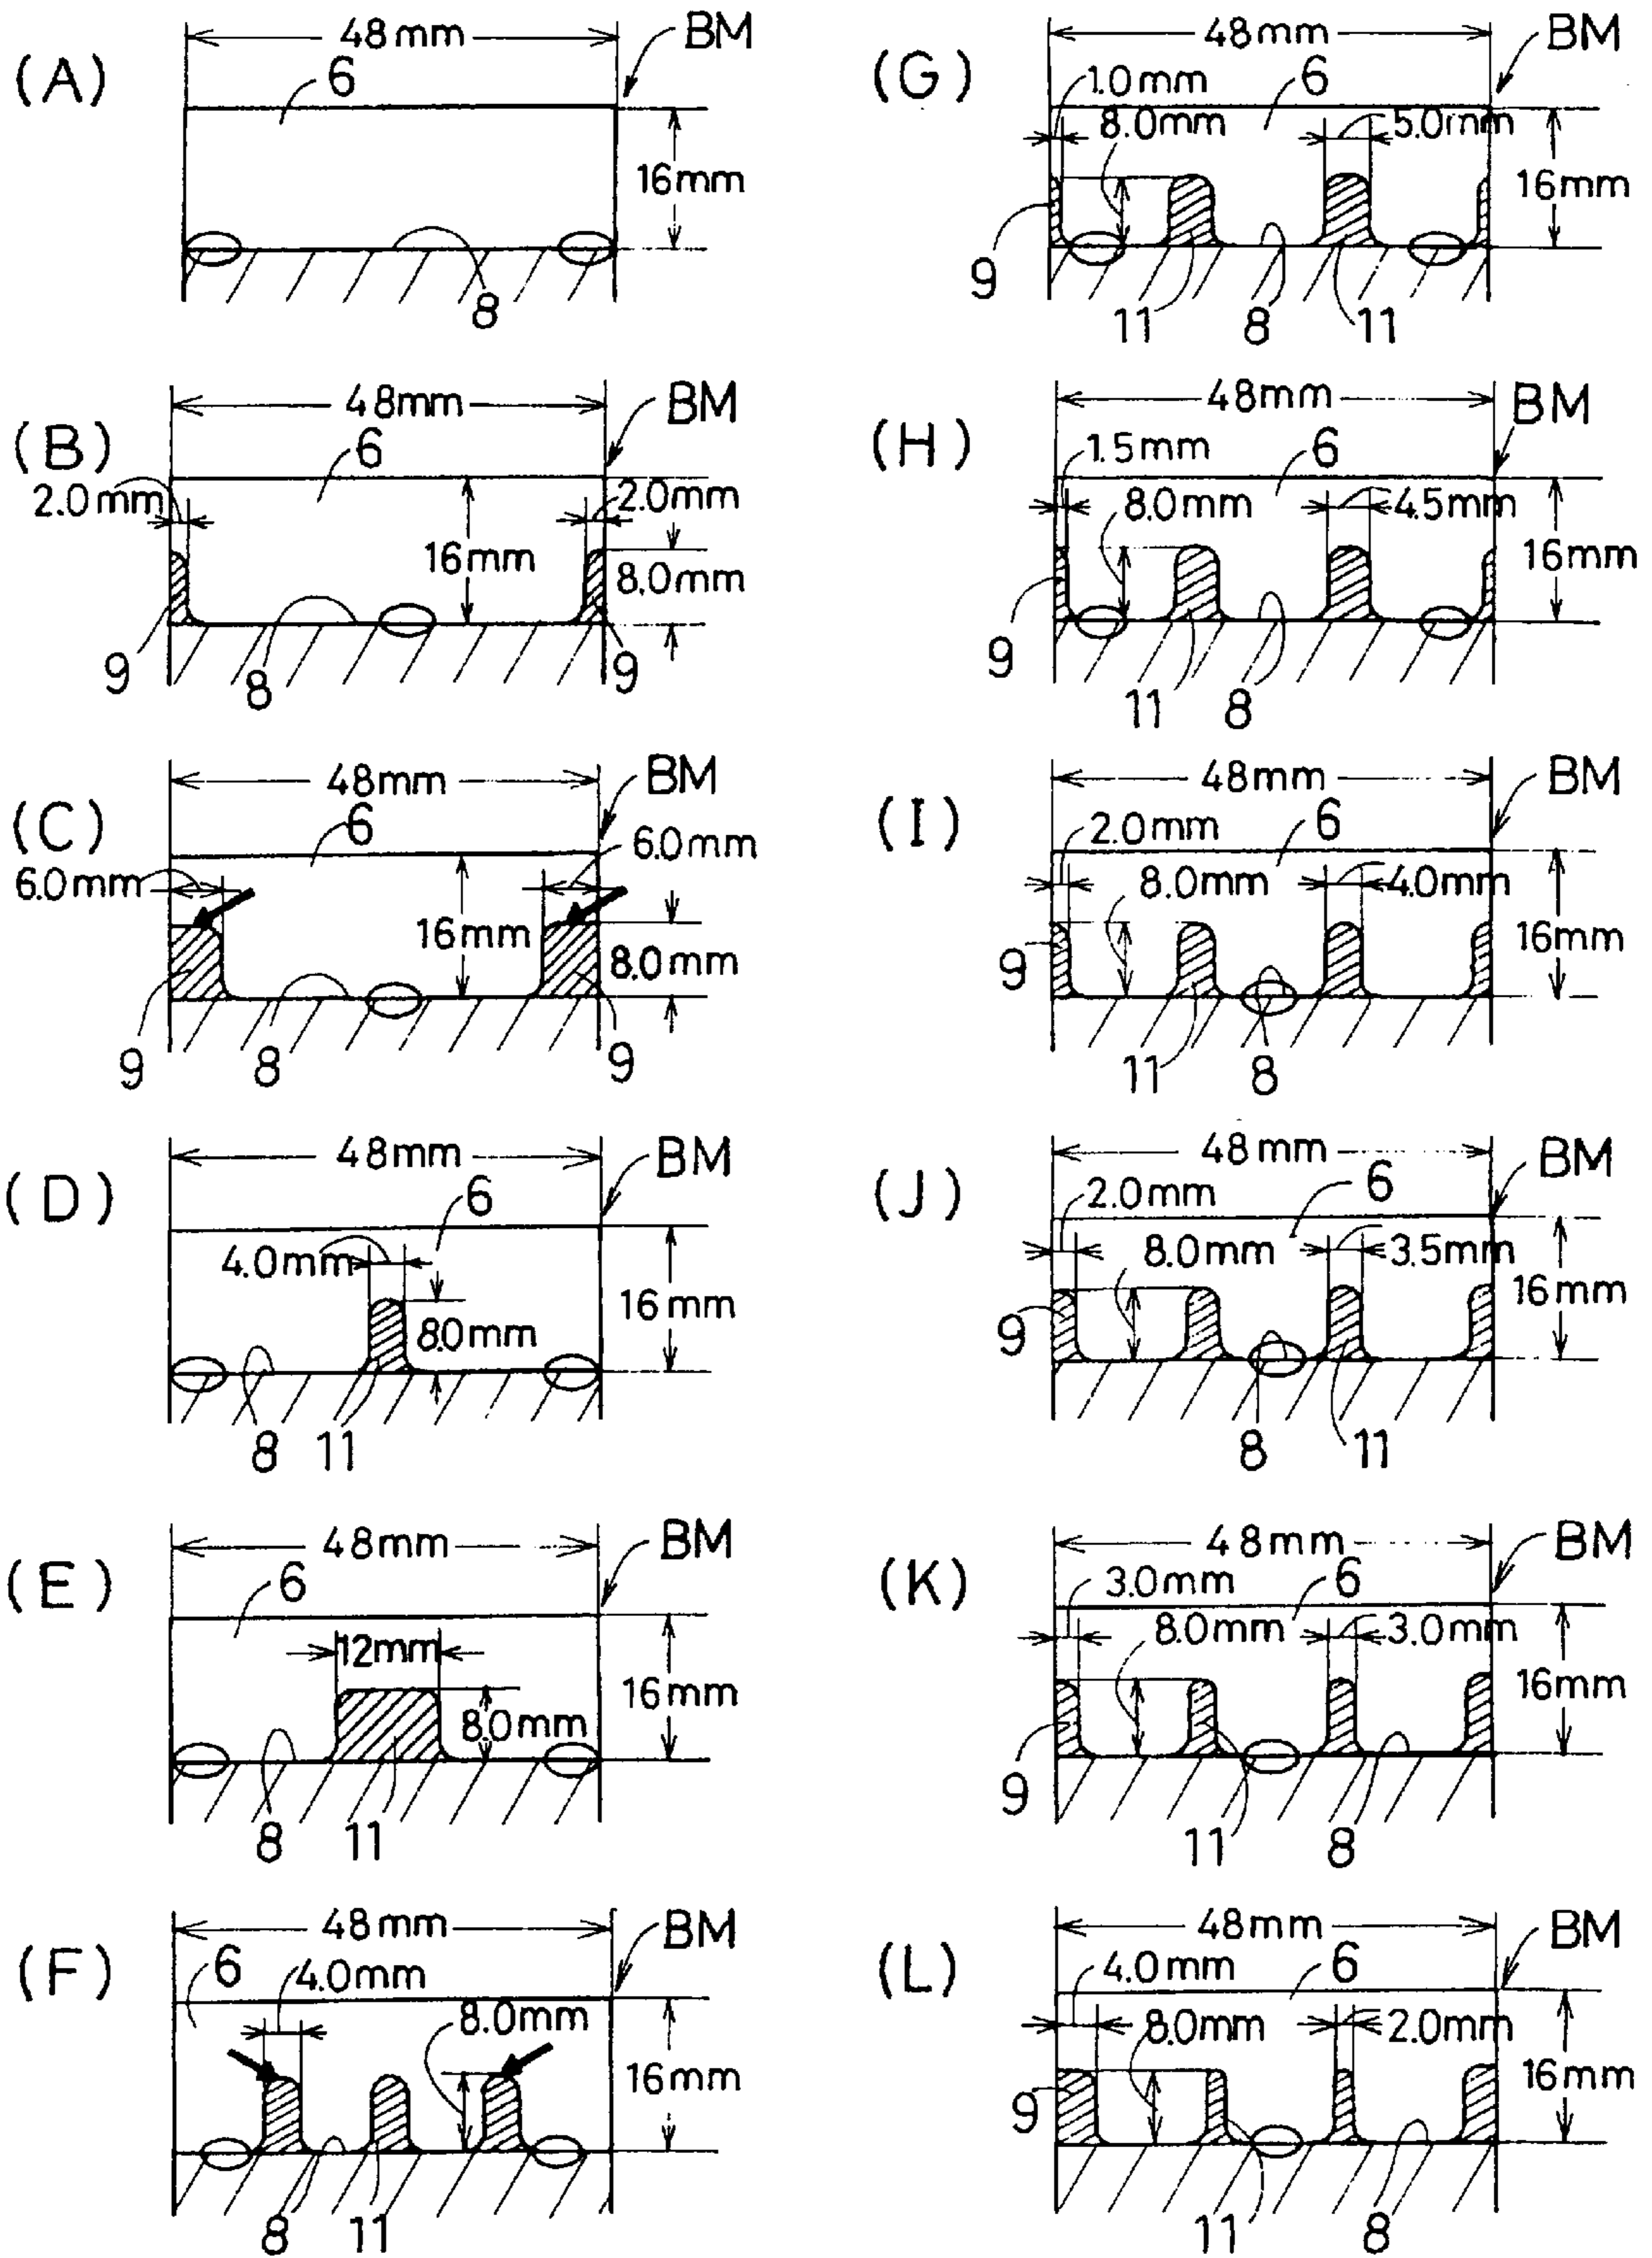 (A)
48mm
BM
6
16mm
8
(B)
48mm
BM
6
2.0mm
2.0mm
16mm
8.0mm
9
8
9
(C)
48mm
BM
6
6.0mm
6.0mm
16mm
8.0mm
9
8
9
(D)
48mm
BM
6
4.0mm
16mm
8.0mm
8
11
(E)
48mm
BM
6
12mm
16mm
8.0mm
8
11
(F)
48mm
BM
6
4.0mm
8.0mm
16mm
8
11
(G)
48mm
BM
1.0mm
6
8.0mm
5.0mm
16mm
9
11
8
11
(H)
48mm
BM
1.5mm
6
8.0mm
4.5mm
16mm
9
11
8
(I)
48mm
BM
2.0mm
6
8.0mm
4.0mm
16mm
9
11
8
(J)
48mm
BM
2.0mm
6
8.0mm
3.5mm
16mm
9
8
11
(K)
48mm
BM
3.0mm
6
8.0mm
3.0mm
16mm
9
11
8
(L)
48mm
BM
4.0mm
6
8.0mm
2.0mm
16mm
9
11
8